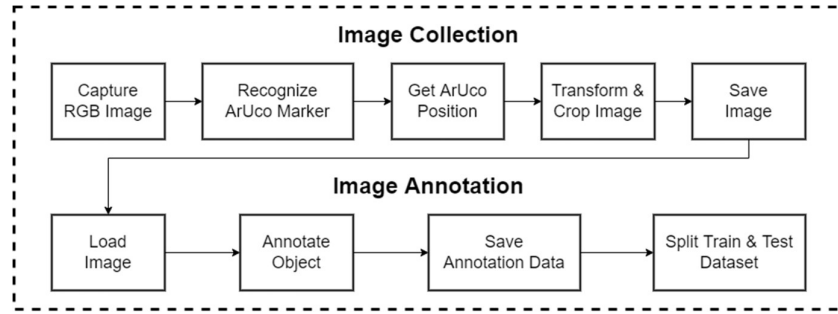 Image Collection
Capture
RGB Image
Recognize
ArUco Marker
Get ArUco
Position
Transform &
Crop Image
Save
Image
Image Annotation
Load
Image
Annotate
Object
Save
Annotation Data
Split Train & Test
Dataset